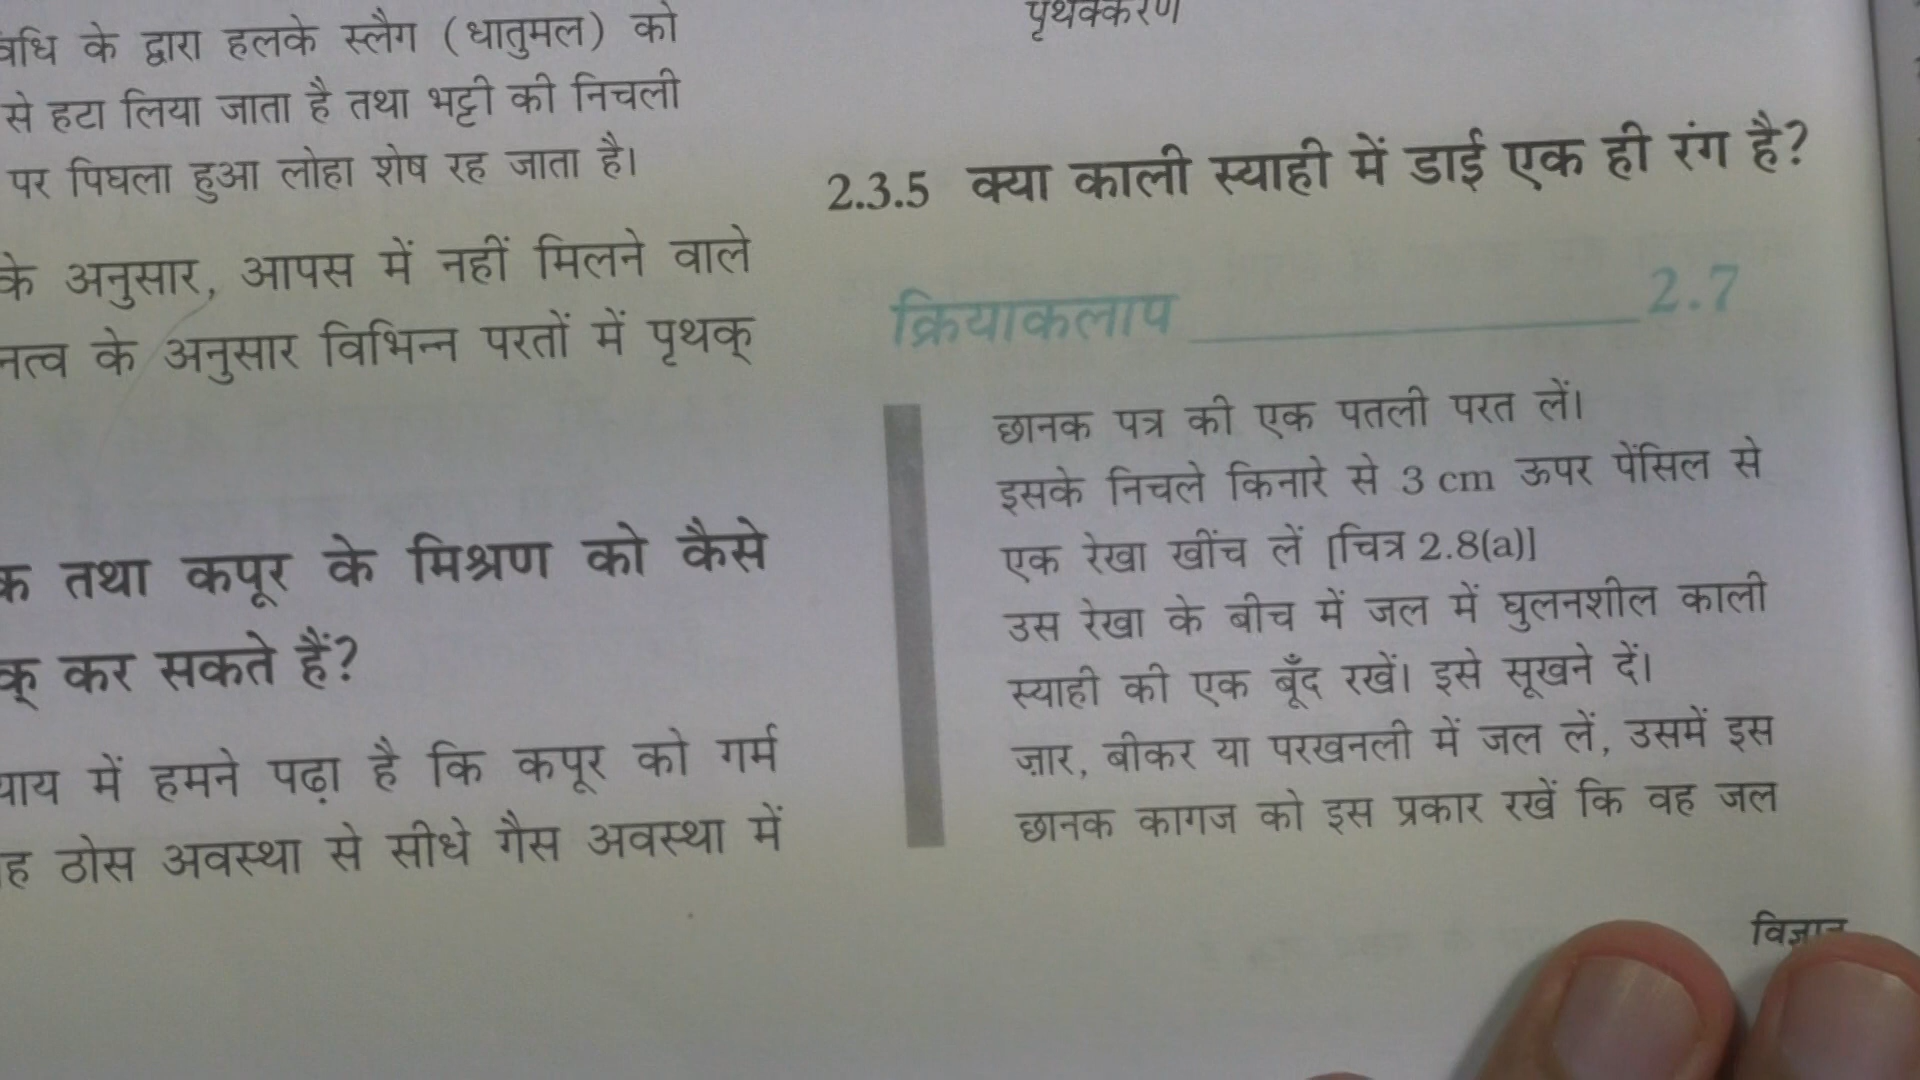 के द्वारा हलके स्लैग (धातुमल) को
से हटा लिया जाता है तथा भट्टी की निचली
पर पिघला हुआ लोहा शेष रह जाता है।
के अनुसार, आपस में नहीं मिलने वाले
के अनुसार विभिन्न परतों में पृथक्
तथा कपूर के मिश्रण को कैसे
कर सकते हैं?
में हमने पढ़ा है कि कपूर को गर्म
ठोस अवस्था से सीधे गैस अवस्था में
पृथक्करण
2.3.5 क्या काली स्याही में डाई एक ही रंग है?
क्रियाकलाप 2.7
छानक पत्र की एक पतली परत लें।
इसके निचले किनारे से 3 cm ऊपर पेंसिल से
एक रेखा खींच लें [चित्र 2.8(a)]
उस रेखा के बीच में जल में घुलनशील काली
स्याही की एक बूँद रखें। इसे सूखने दें।
ज़ार, बीकर या परखनली में जल लें, उसमें इस
छानक कागज को इस प्रकार रखें कि वह जल
विज्ञान